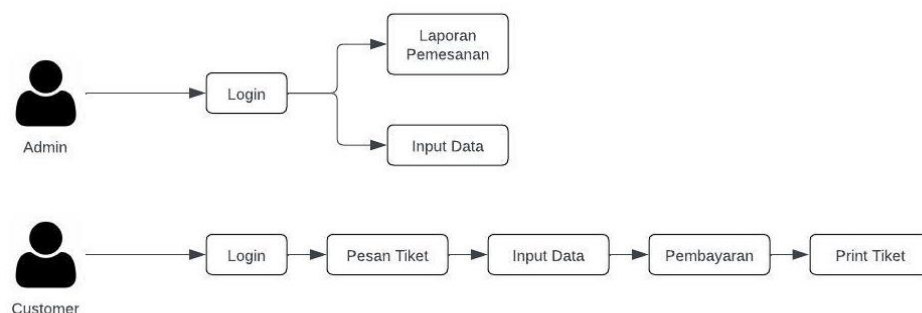 Laporan
Pemesanan
Login
Admin
Input Data
Login
Pesan Tiket
Input Data
Pembayaran
Print Tiket
Customer